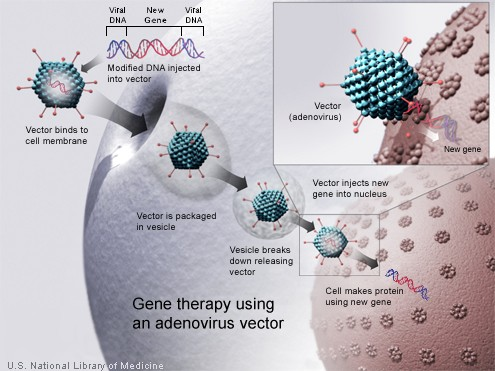 Viral DNA
New Gene
Viral DNA
Modified DNA injected
into vector
Vector binds to
cell membrane
Vector
(adenovirus)
New gene
Vector injects new
gene into nucleus
Vector is packaged
in vesicle
Vesicle breaks
down releasing
vector
Cell makes protein
using new gene
Gene therapy using
an adenovirus vector
U.S. National Library of Medicine